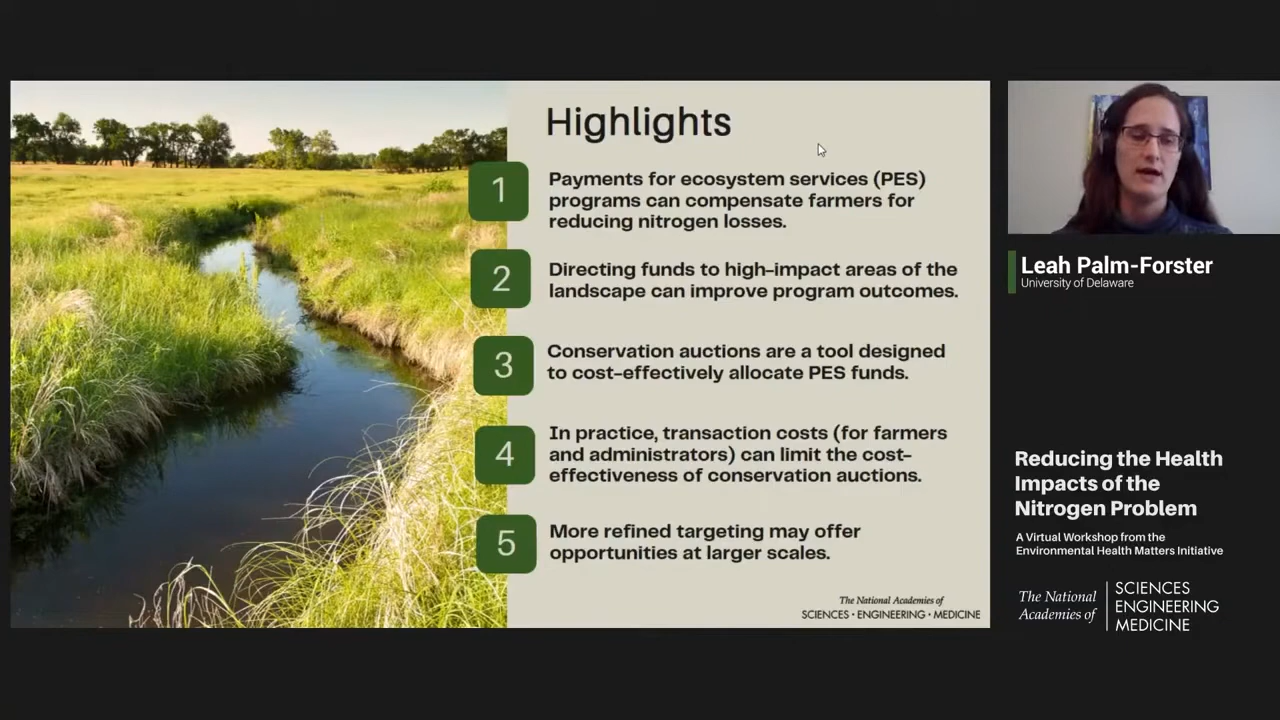 Highlights
1
Payments for ecosystem services (PES)
programs can compensate farmers for
reducing nitrogen losses.
2
Directing funds to high-impact areas of the
landscape can improve program outcomes.
3
Conservation auctions are a tool designed
to cost-effectively allocate PES funds.
4
In practice, transaction costs (for farmers
and administrators) can limit the cost-
effectiveness of conservation auctions.
5
More refined targeting may offer
opportunities at larger scales.
The National Academies of
SCIENCES • ENGINEERING • MEDICINE
Leah Palm-Forster
University of Delaware
Reducing the Health
Impacts of the
Nitrogen Problem
A Virtual Workshop from the
Environmental Health Matters Initiative
The National
Academies of
SCIENCES
ENGINEERING
MEDICINE